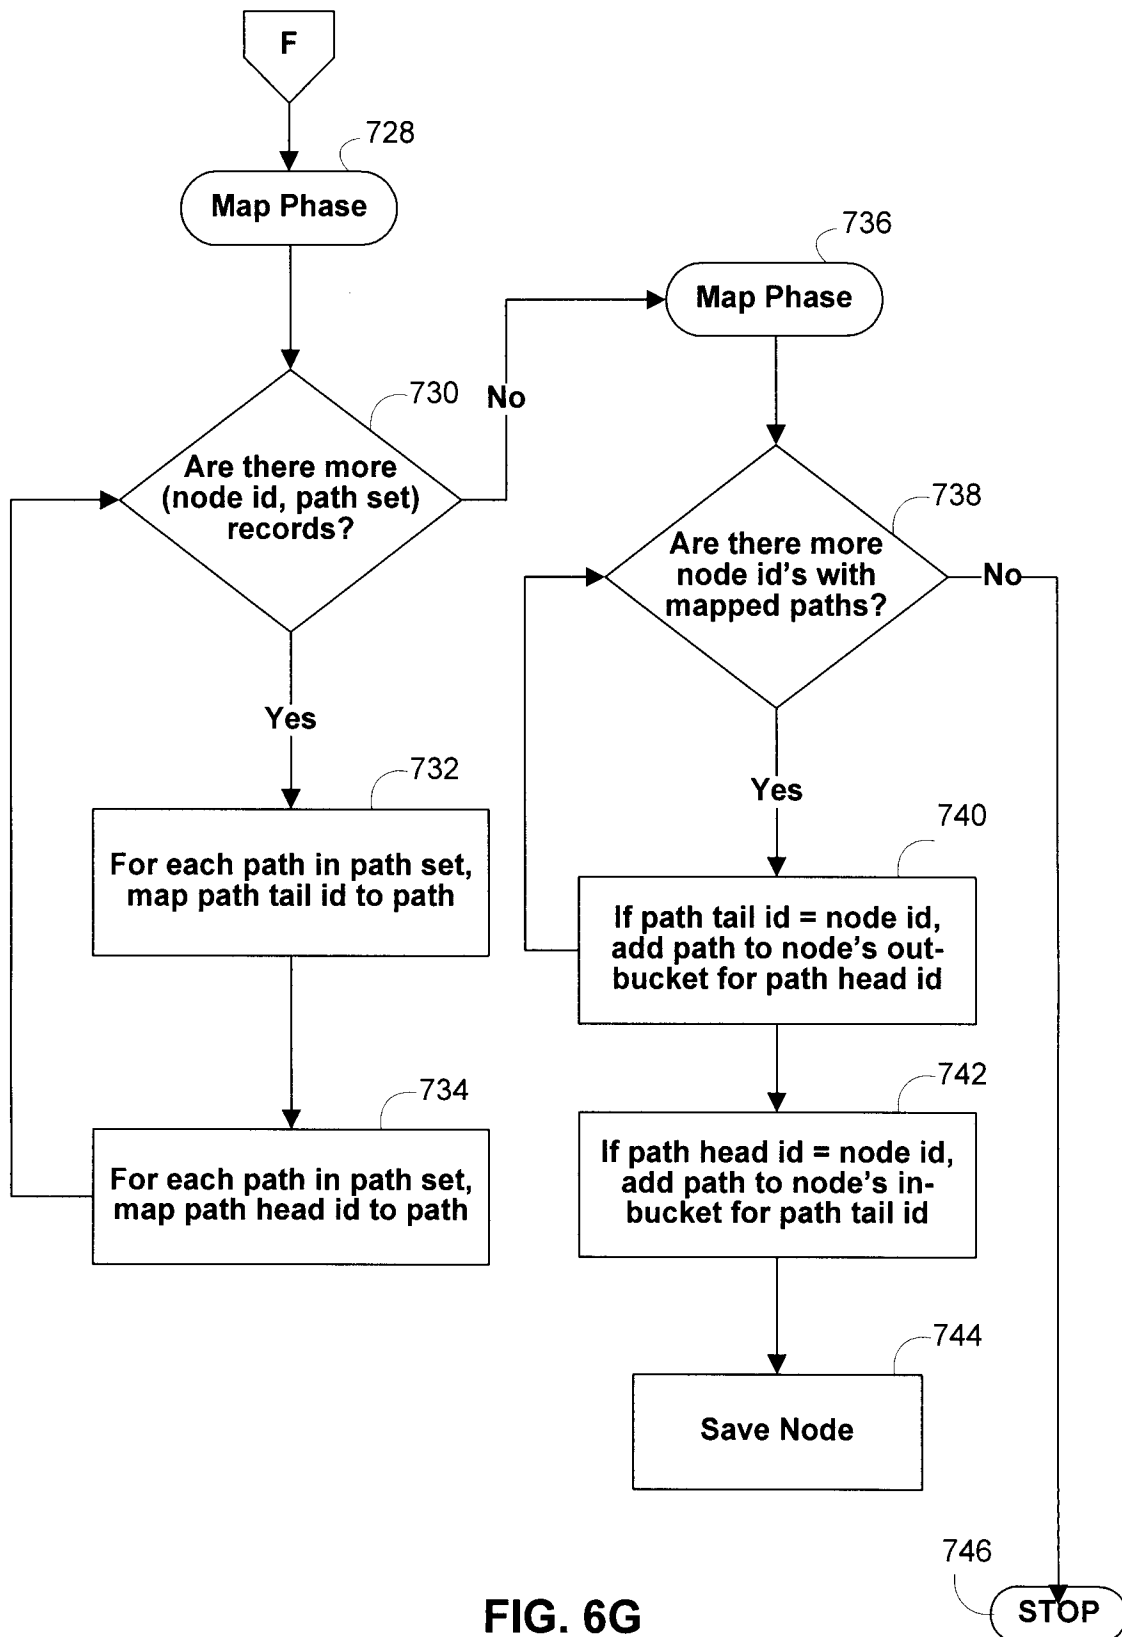 F
728
Map Phase
730
Are there more
(node id, path set)
records?
No
Yes
732
For each path in path set,
map path tail id to path
734
For each path in path set,
map path head id to path
736
Map Phase
738
Are there more
node id's with
mapped paths?
No
Yes
740
If path tail id = node id,
add path to node's out-
bucket for path head id
742
If path head id = node id,
add path to node's in-
bucket for path tail id
744
Save Node
746
STOP
FIG. 6G